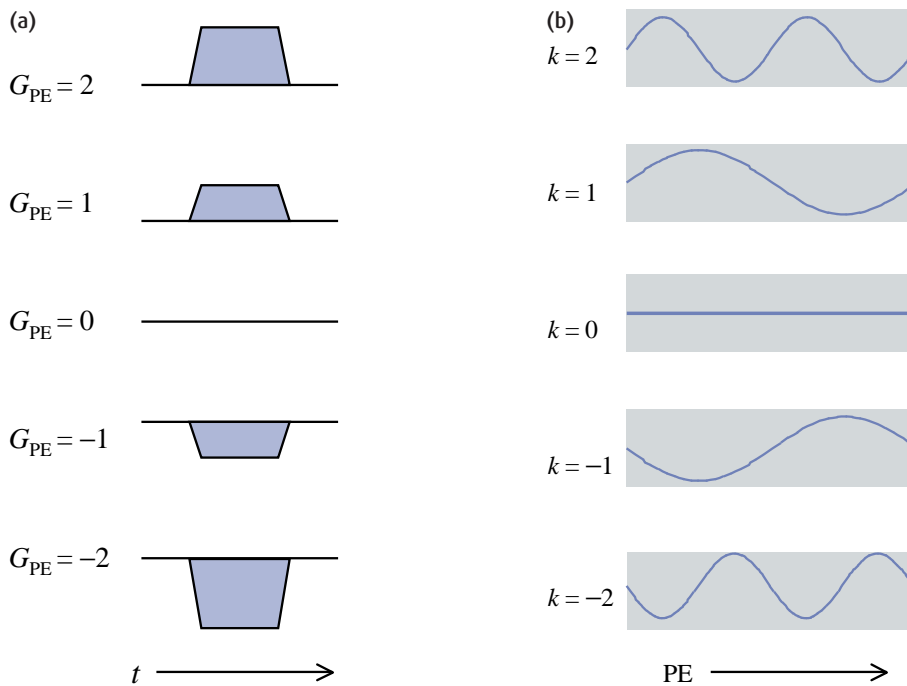 (a)
G_PE = 2
G_PE = 1
G_PE = 0
G_PE = −1
G_PE = −2
t
(b)
k = 2
k = 1
k = 0
k = −1
k = −2
PE